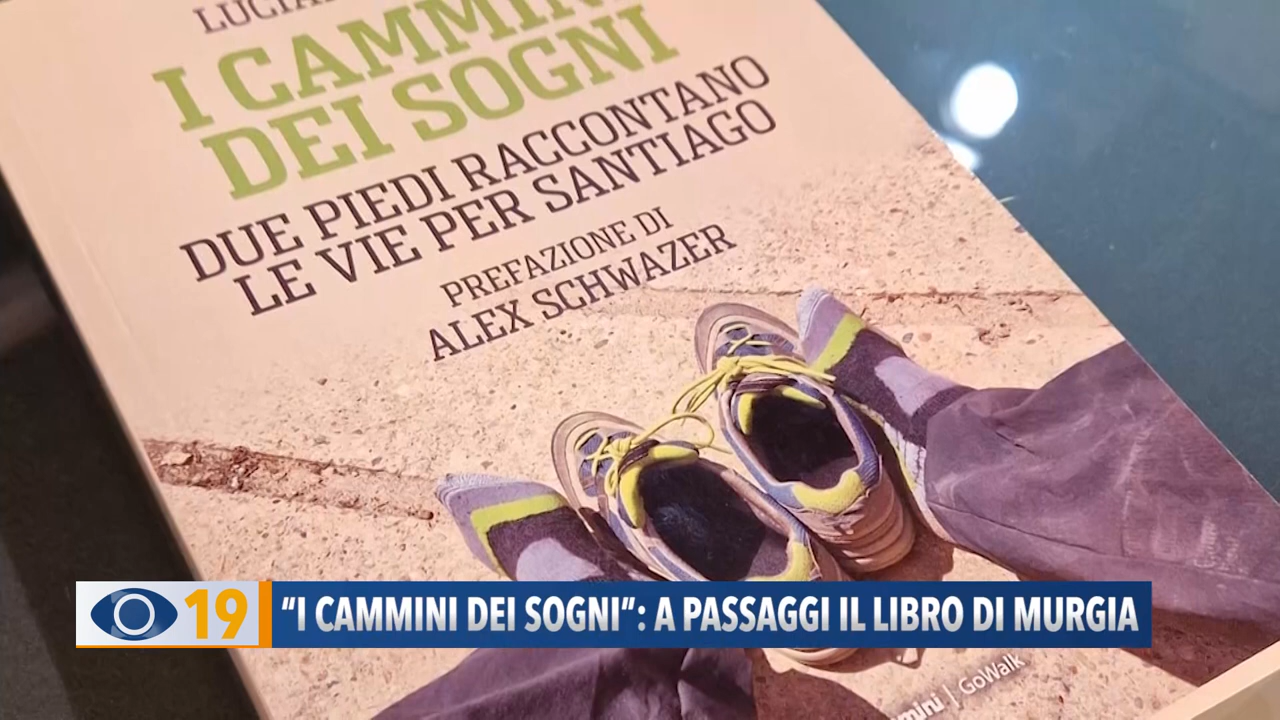 I CAMMINI
DEI SOGNI
DUE PIEDI RACCONTANO
LE VIE PER SANTIAGO
PREFAZIONE DI
ALEX SCHWAZER
19 "I CAMMINI DEI SOGNI": A PASSAGGI IL LIBRO DI MURGIA
| GoWalk